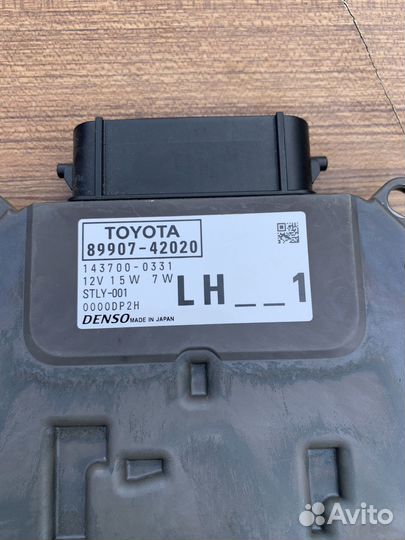 TOYOTA
89907-42020
143700-0331
12V 15W 7W
STLY-001
0000DP2H
DENSO MADE IN JAPAN
LH__1
Avito